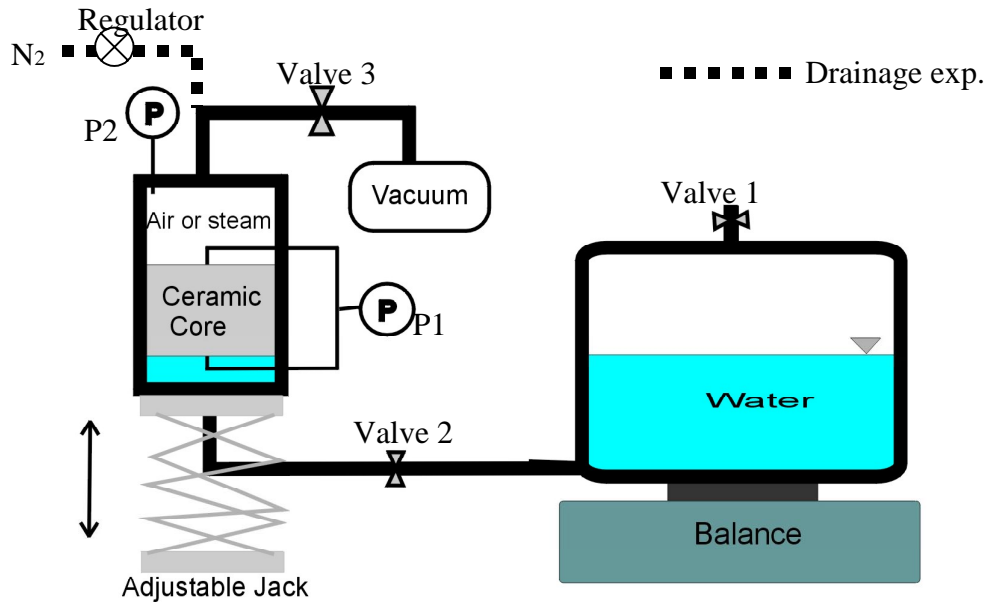 Regulator
N2
Valve 3
Drainage exp.
P
P2
Vacuum
Valve 1
Air or steam
Ceramic
Core
P
P1
Water
Valve 2
Balance
Adjustable Jack